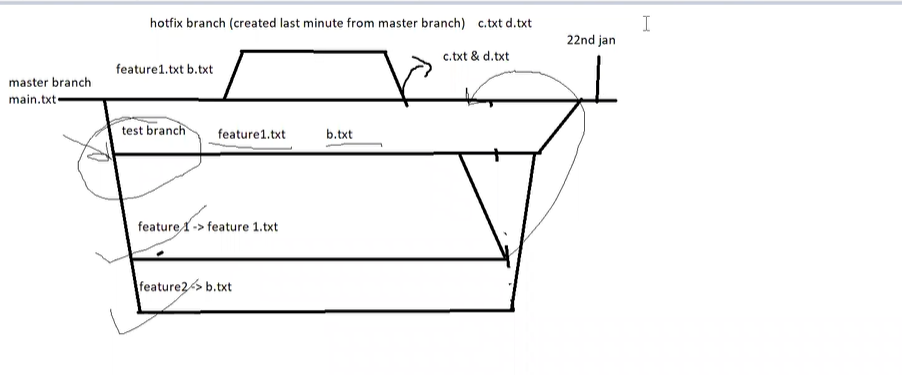 hotfix branch (created last minute from master branch) c.txt d.txt
22nd jan
c.txt & d.txt
feature1.txt b.txt
master branch
main.txt
test branch feature1.txt b.txt
feature 1 -> feature 1.txt
feature2 -> b.txt